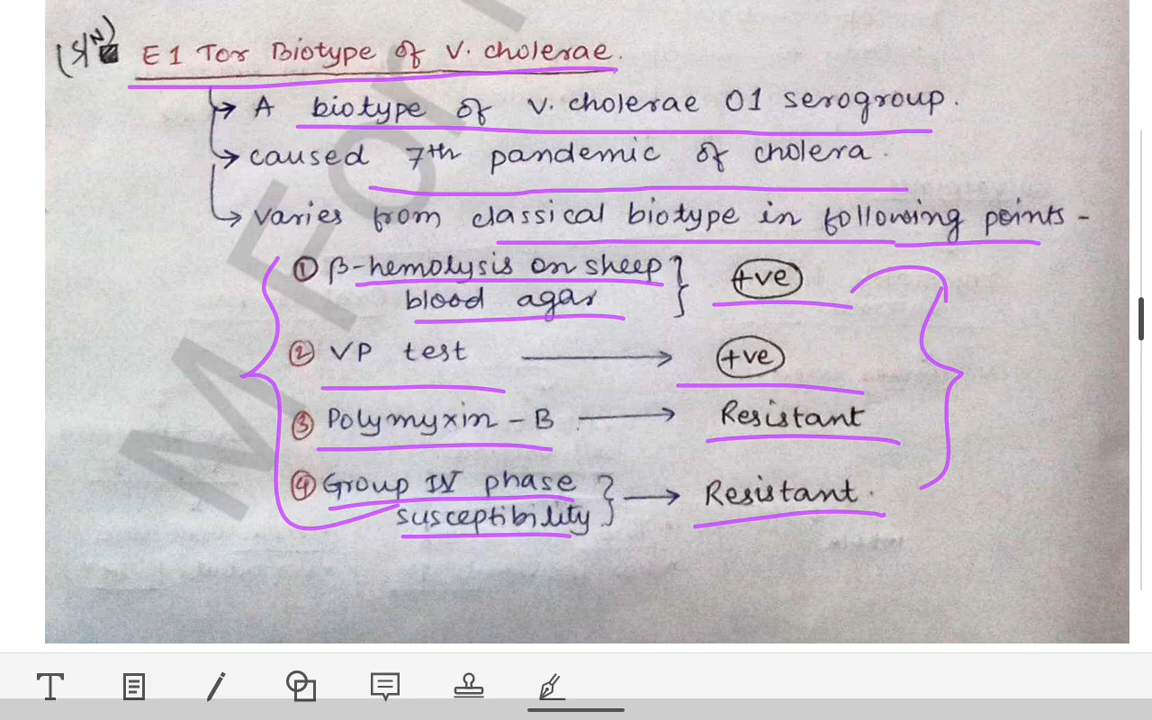 (S/N) E1 Tor Biotype of V. cholerae.
→ A biotype of V. cholerae 01 serogroup.
→ caused 7th pandemic of cholera.
→ varies from classical biotype in following points -
① β-hemolysis on sheep blood agar } +ve
② VP test → +ve
③ Polymyxin - B → Resistant
④ Group IV phase susceptibility } → Resistant.
M For
T